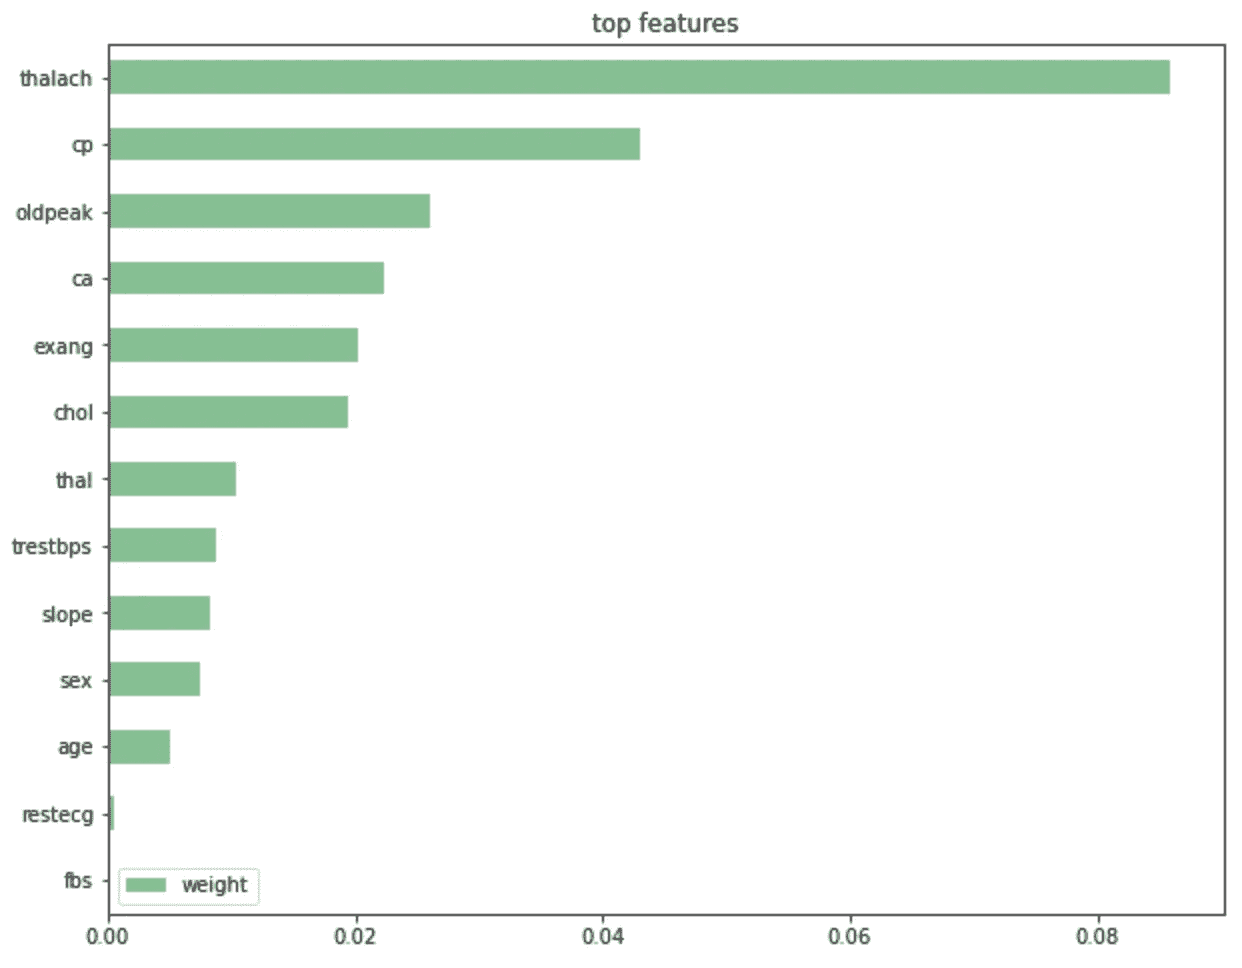 top features
thalach
cp
oldpeak
ca
exang
chol
thal
trestbps
slope
sex
age
restecg
fbs
weight
0.00 0.02 0.04 0.06 0.08